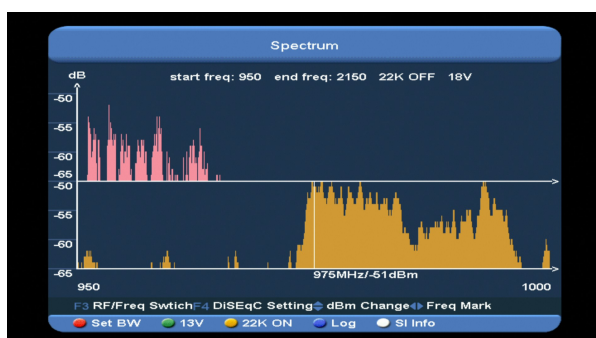 Spectrum
dB start freq: 950 end freq: 2150 22K OFF 18V
-50
-55
-60
-65
-50
-55
-60
-65
975MHz/-51dBm
950 1000
F3 RF/Freq Swtich F4 DiSEqC Setting dBm Change Freq Mark
Set BW 13V 22K ON Log SI Info